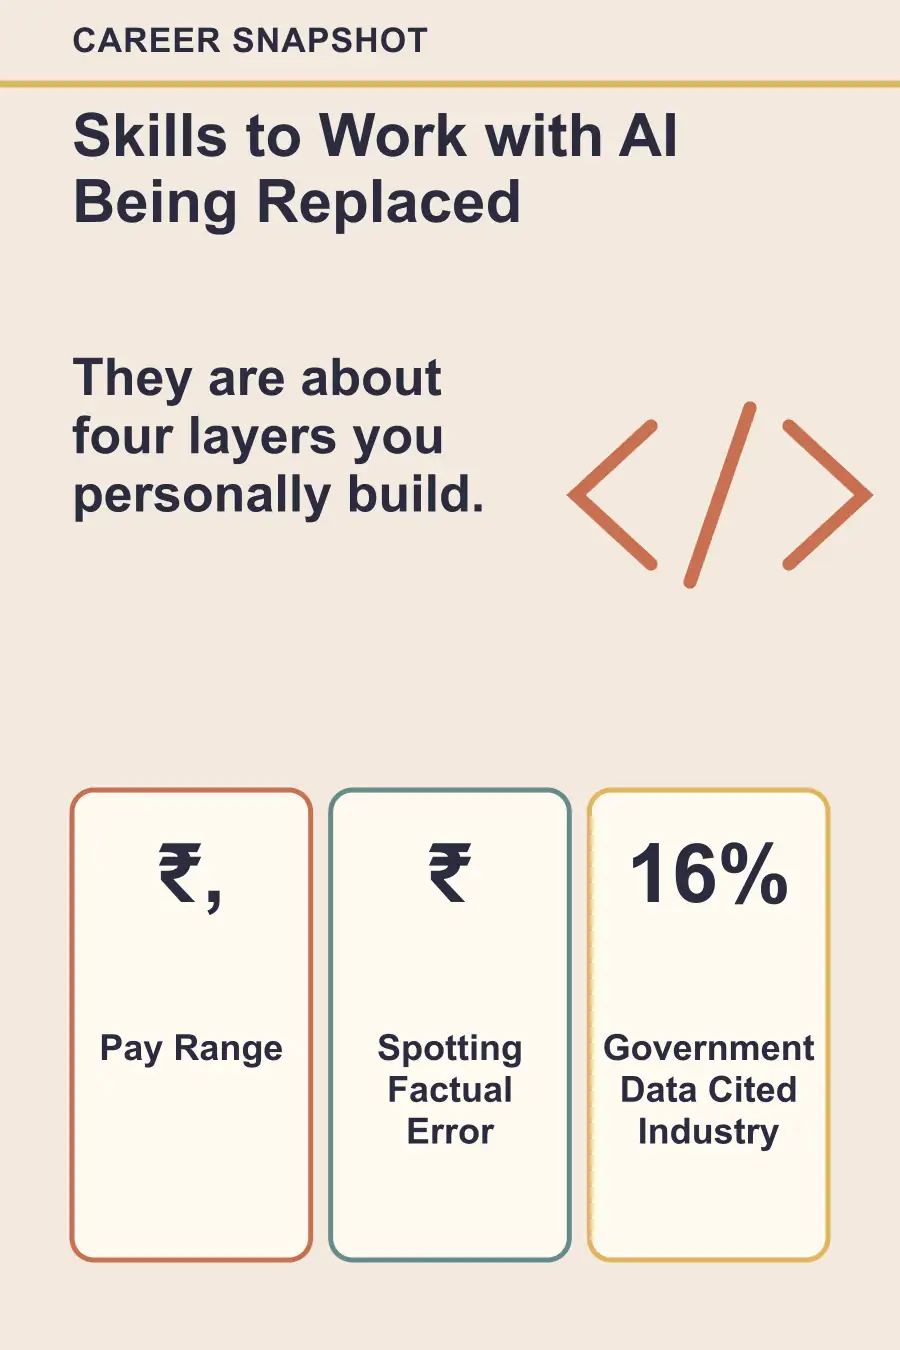 CAREER SNAPSHOT
Skills to Work with AI
Being Replaced
They are about
four layers you
personally build.
</>
₹,
Pay Range
₹
Spotting
Factual
Error
16%
Government
Data Cited
Industry